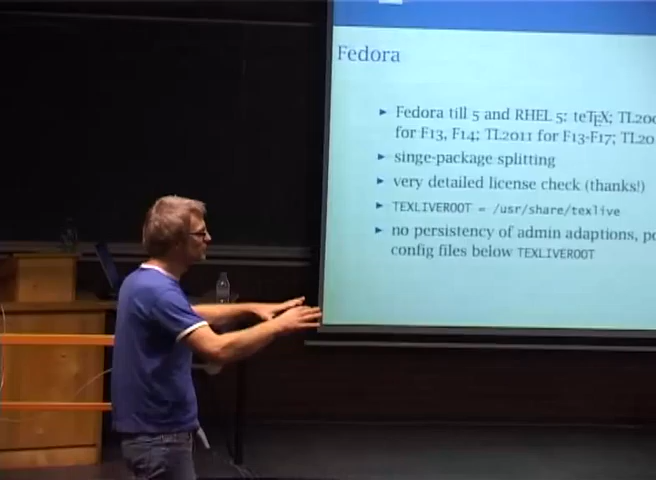 Fedora
▸ Fedora till 5 and RHEL 5: teTEX; TL200
for F13, F14; TL2011 for F13-F17; TL20
▸ singe-package splitting
▸ very detailed license check (thanks!)
▸ TEXLIVEROOT = /usr/share/texlive
▸ no persistency of admin adaptions, p
config files below TEXLIVEROOT